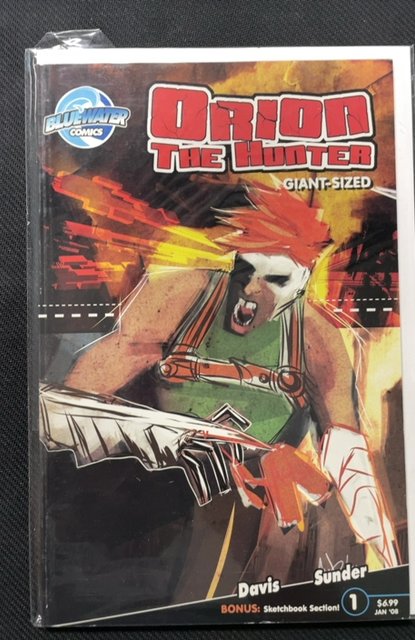 BLUEWATER
COMICS
ORION
THE HUNTER
GIANT-SIZED
Davis Sunder
BONUS: Sketchbook Section! 1 $6.99
JAN '08